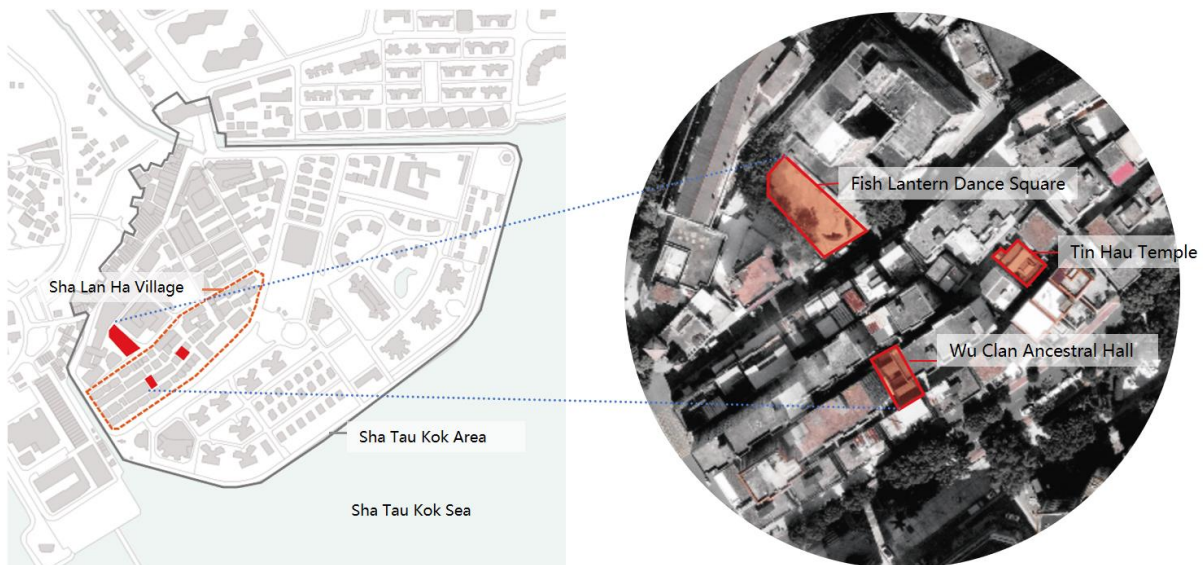 Fish Lantern Dance Square
Tin Hau Temple
Sha Lan Ha Village
Wu Clan Ancestral Hall
Sha Tau Kok Area
Sha Tau Kok Sea